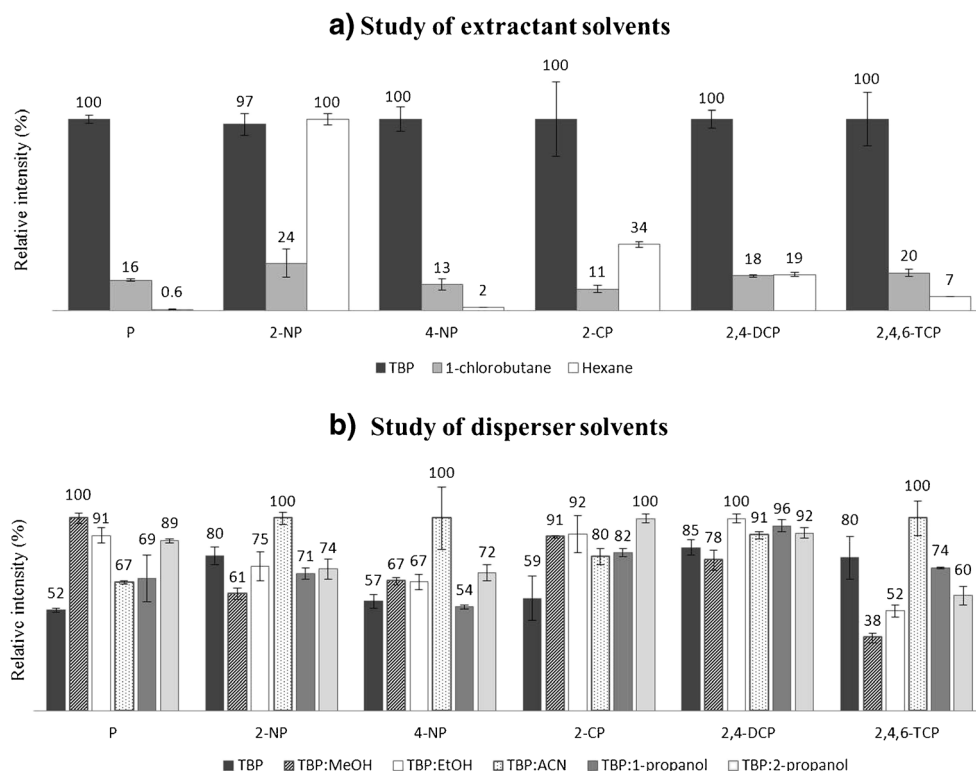 a) Study of extractant solvents
Relative intensity (%)
100 97 100 100 100 100 100
16 0.6 24 13 2 11 34 18 19 20 7
P 2-NP 4-NP 2-CP 2,4-DCP 2,4,6-TCP
TBP 1-chlorobutane Hexane
b) Study of disperser solvents
Relative intensity (%)
52 100 91 67 69 89 80 61 75 100 71 74 57 67 67 100 54 72 59 91 92 80 82 100 85 78 100 91 96 92 80 38 52 100 74 60
P 2-NP 4-NP 2-CP 2,4-DCP 2,4,6-TCP
TBP TBP:MeOH TBP:EtOH TBP:ACN TBP:1-propanol TBP:2-propanol